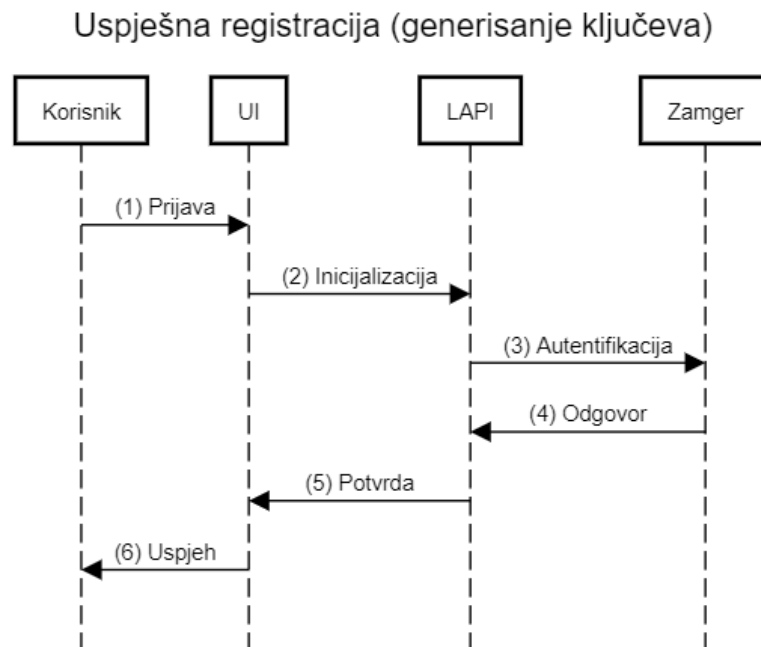 Uspješna registracija (generisanje ključeva)
Korisnik
UI
LAPI
Zamger
(1) Prijava
(2) Inicijalizacija
(3) Autentifikacija
(4) Odgovor
(5) Potvrda
(6) Uspjeh